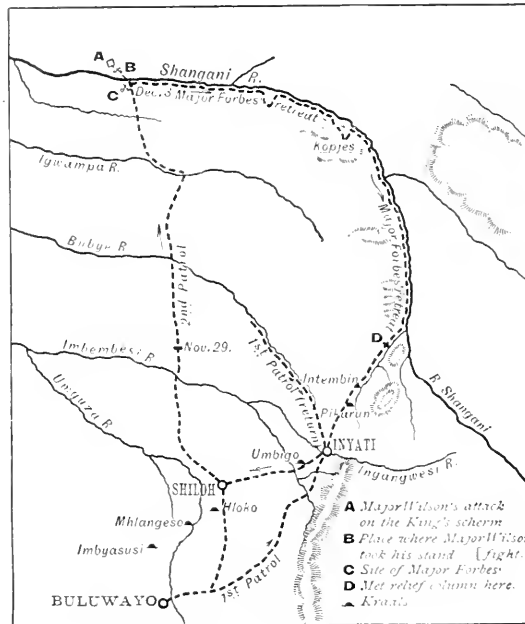 A
B
Shangani R.
C
Dec. 3 Major Forbes' retreat
Kopjes
Igwampa R.
Major Forbes' retreat
Bubye R.
2nd Patrol
1st Patrol (return)
Nov. 29.
Imbembesi R
D
Intembin
Umguza R.
Pikarun
R. Shangani
INYATI
Umbigo
Ingangwesi R.
SHILOH
Hloko
Mhlangeso
Imbyasusi
1st Patrol
BULUWAYO
A Major Wilson's attack
on the King's scherm
B Place where Major Wilson
took his stand [fight.
C Site of Major Forbes'
D Met relief column here.
Kraals